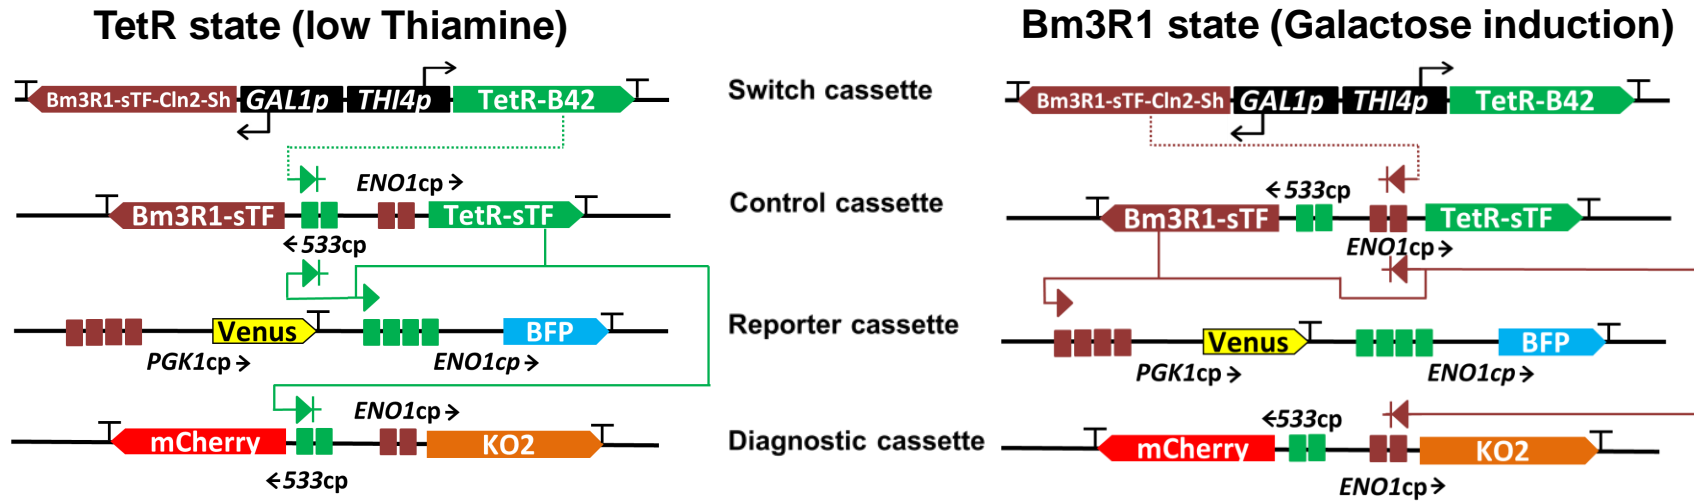 TetR state (low Thiamine)
Bm3R1 state (Galactose induction)
Bm3R1-sTF-Cln2-Sh GAL1p THI4p TetR-B42
Switch cassette
Bm3R1-sTF-Cln2-Sh GAL1p THI4p TetR-B42
ENO1cp
Bm3R1-sTF TetR-sTF
533cp
Control cassette
533cp
Bm3R1-sTF TetR-sTF
ENO1cp
Venus BFP
PGK1cp ENO1cp
Reporter cassette
Venus BFP
PGK1cp ENO1cp
ENO1cp
mCherry KO2
533cp
Diagnostic cassette
533cp
mCherry KO2
ENO1cp